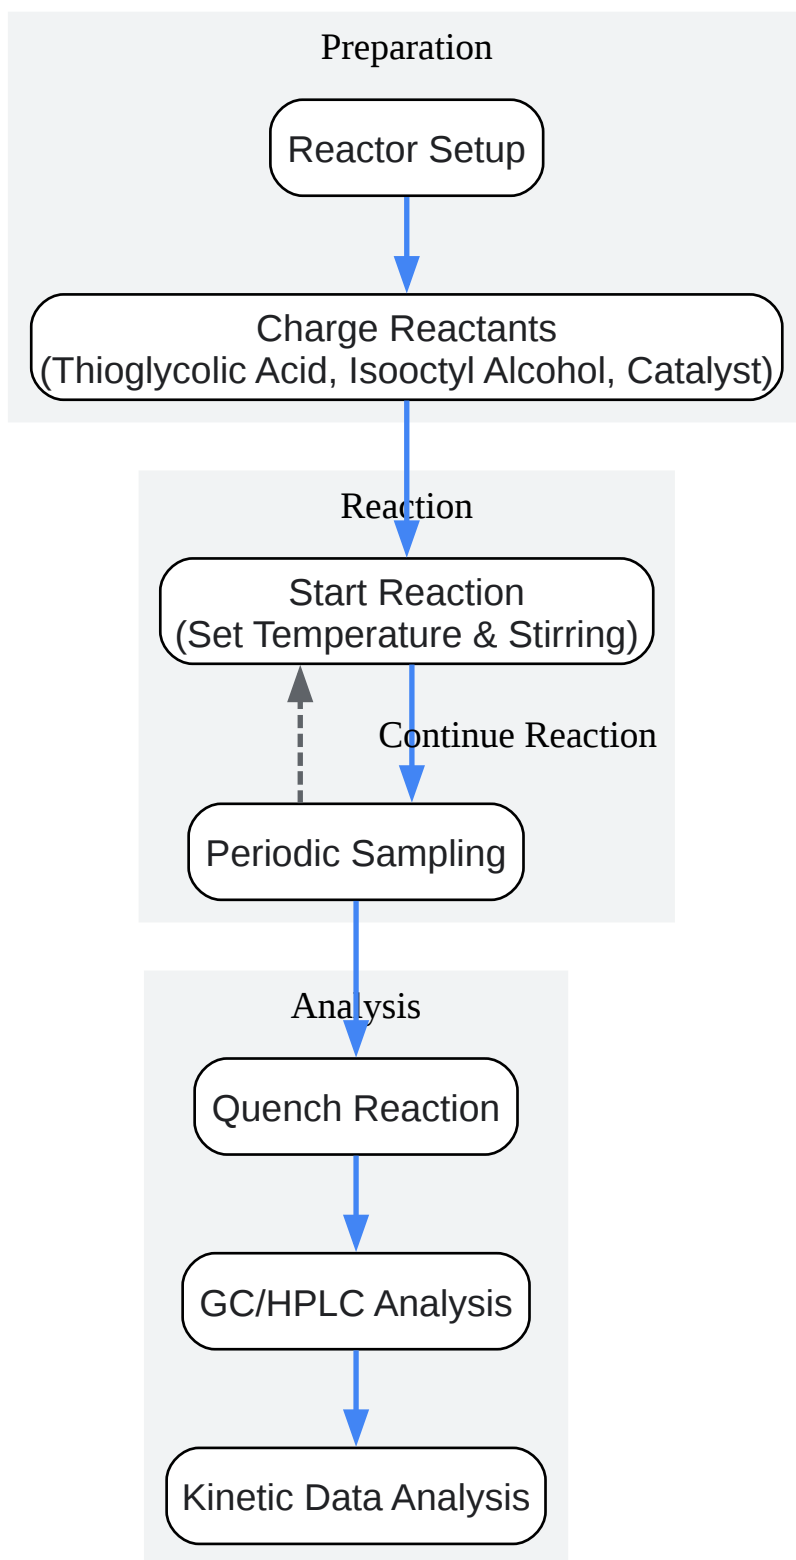 Preparation
Reactor Setup
Charge Reactants
(Thioglycolic Acid, Isooctyl Alcohol, Catalyst)
Reaction
Start Reaction
(Set Temperature & Stirring)
Continue Reaction
Periodic Sampling
Analysis
Quench Reaction
GC/HPLC Analysis
Kinetic Data Analysis